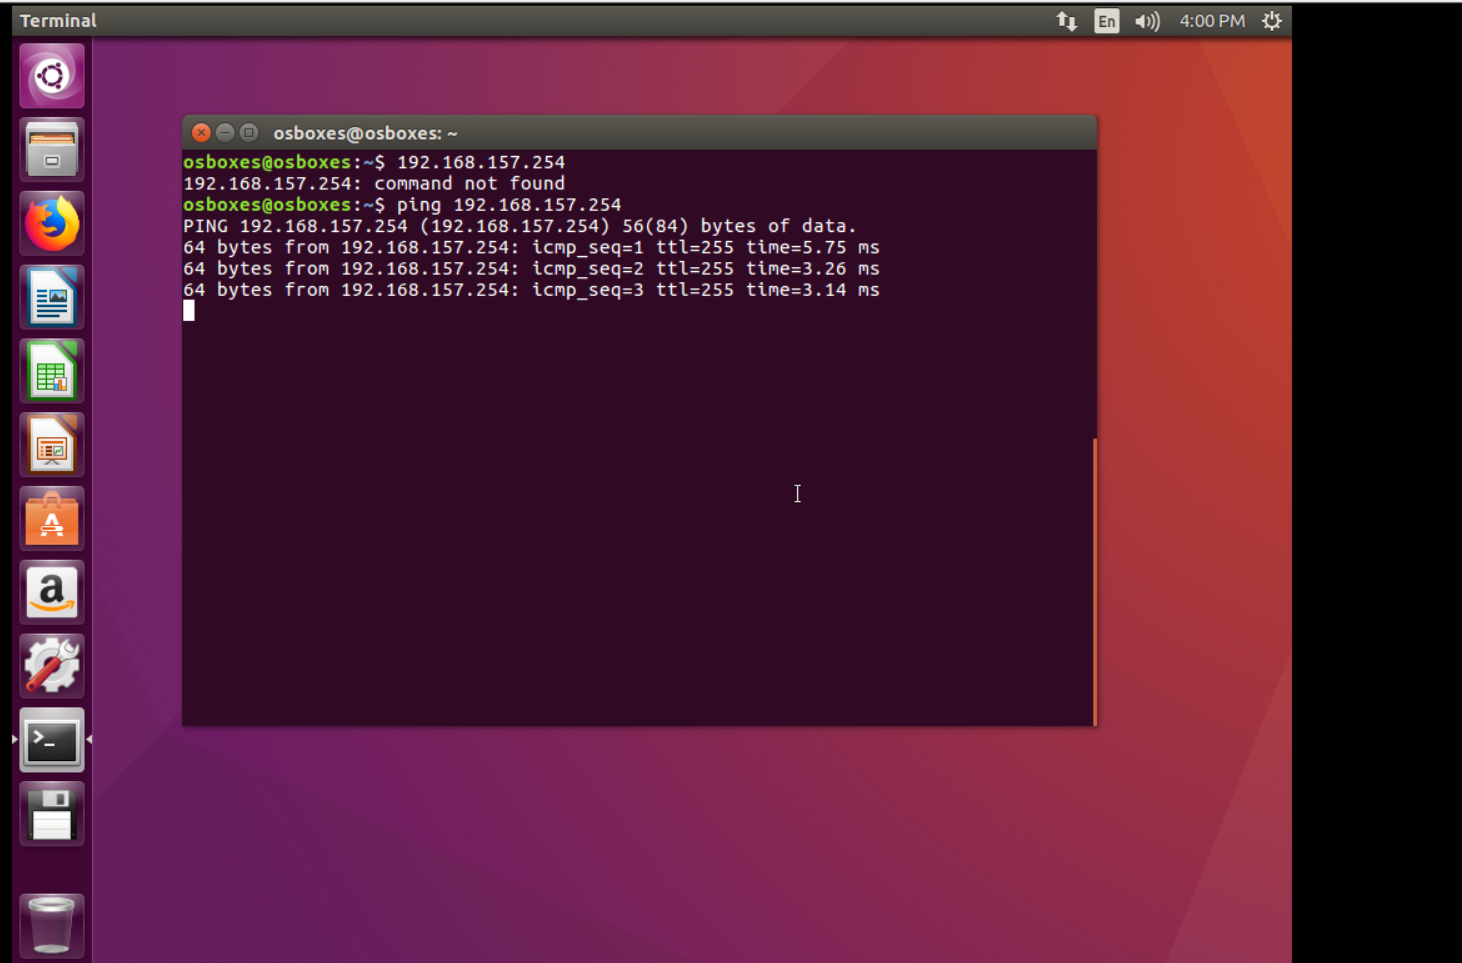 Terminal
En
4:00 PM
osboxes@osboxes: ~
osboxes@osboxes:~$ 192.168.157.254
192.168.157.254: command not found
osboxes@osboxes:~$ ping 192.168.157.254
PING 192.168.157.254 (192.168.157.254) 56(84) bytes of data.
64 bytes from 192.168.157.254: icmp_seq=1 ttl=255 time=5.75 ms
64 bytes from 192.168.157.254: icmp_seq=2 ttl=255 time=3.26 ms
64 bytes from 192.168.157.254: icmp_seq=3 ttl=255 time=3.14 ms
A
a
>_